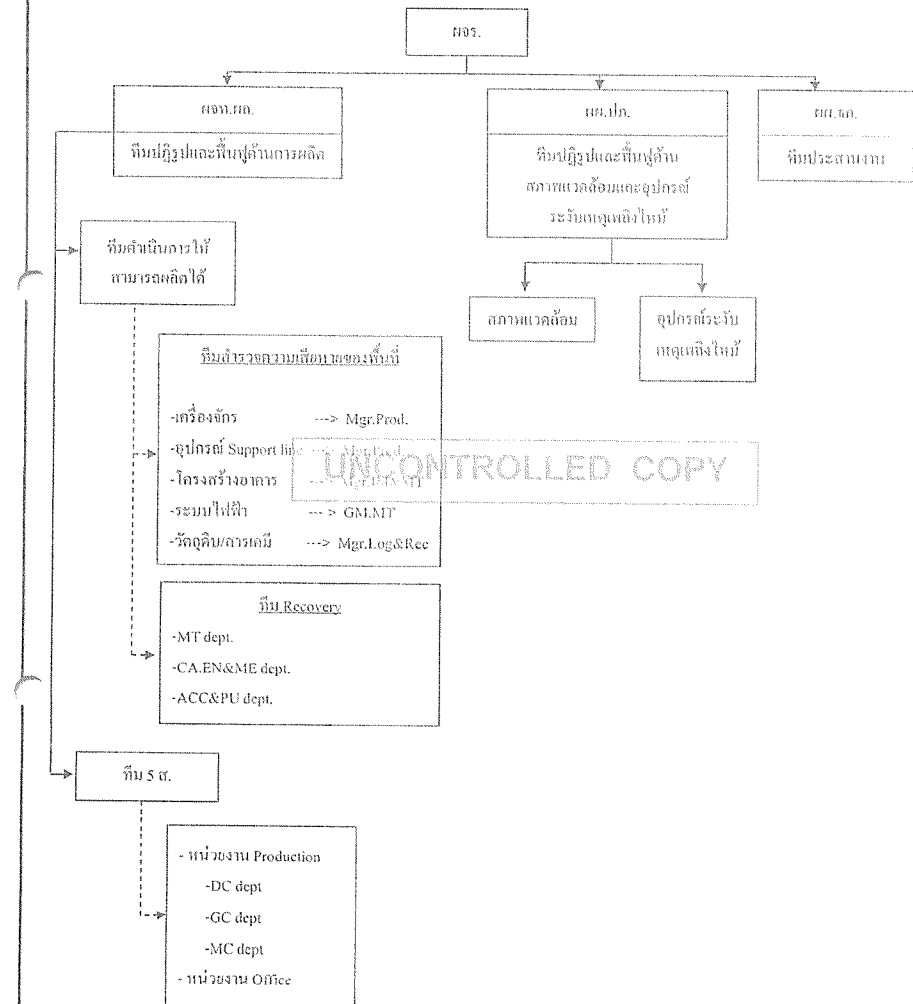 ผจร.
ผจท.ผถ.
ทีมปฏิรูปและฟื้นฟูด้านการผลิต
ผผ.ปภ.
ทีมปฏิรูปและฟื้นฟูด้าน
สภาพแวดล้อมและอุปกรณ์
ระงับเหตุเพลิงไหม้
ผผ.ธก.
ทีมประสานงาน
ทีมดำเนินการให้
สามารถผลิตได้
สภาพแวดล้อม
อุปกรณ์ระงับ
เหตุเพลิงไหม้
ทีมสำรวจความเสียหายของพื้นที่
-เครื่องจักร ---> Mgr.Prod.
-อุปกรณ์ Support line
-โครงสร้างอาคาร
-ระบบไฟฟ้า ---> GM.MT
-วัตถุดิบ/สารเคมี ---> Mgr.Log&Rec
UNCONTROLLED COPY
ทีม Recovery
-MT dept.
-CA.EN&ME dept.
-ACC&PU dept.
ทีม 5 ส.
- หน่วยงาน Production
-DC dept
-GC dept
-MC dept
- หน่วยงาน Office